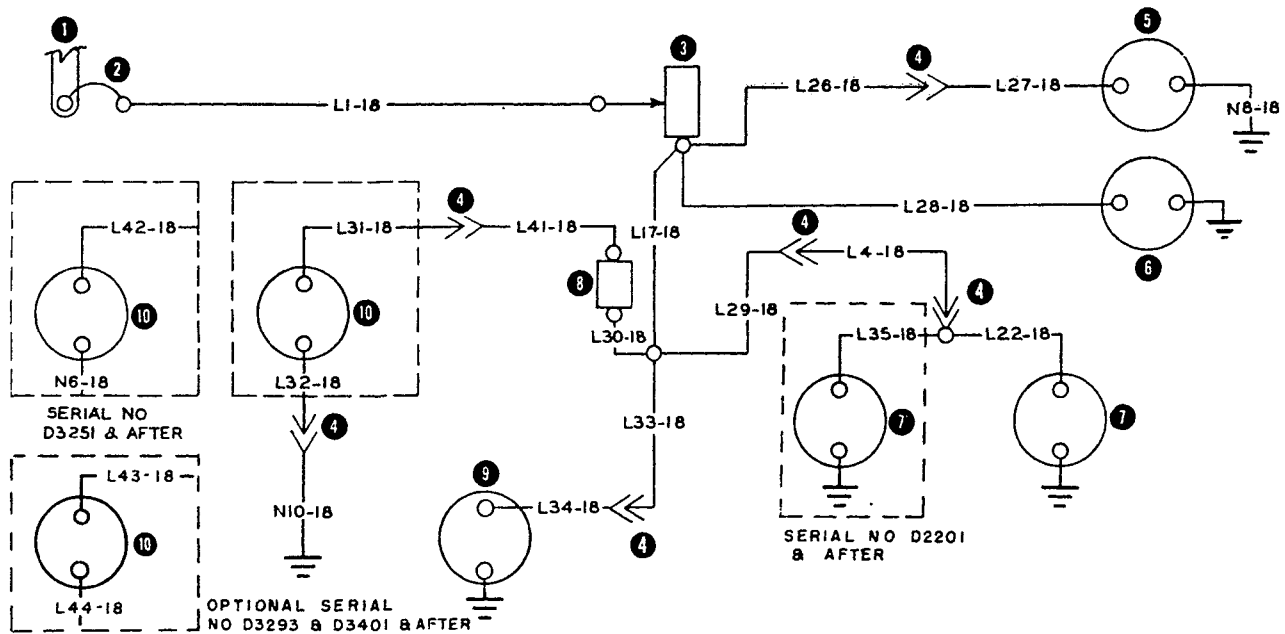 1
2
3
4
5
L1-18
L26-18
L27-18
N8-18
L42-18
L31-18
4
L41-18
L17-18
L28-18
4
L4-18
6
10
10
8
L29-18
4
L30-18
L35-18
L22-18
N6-18
L32-18
SERIAL NO
D3251 & AFTER
4
L33-18
7
7
L43-18
9
10
N10-18
L34-18
4
SERIAL NO D2201
& AFTER
L44-18
OPTIONAL SERIAL
NO D3293 & D3401 & AFTER